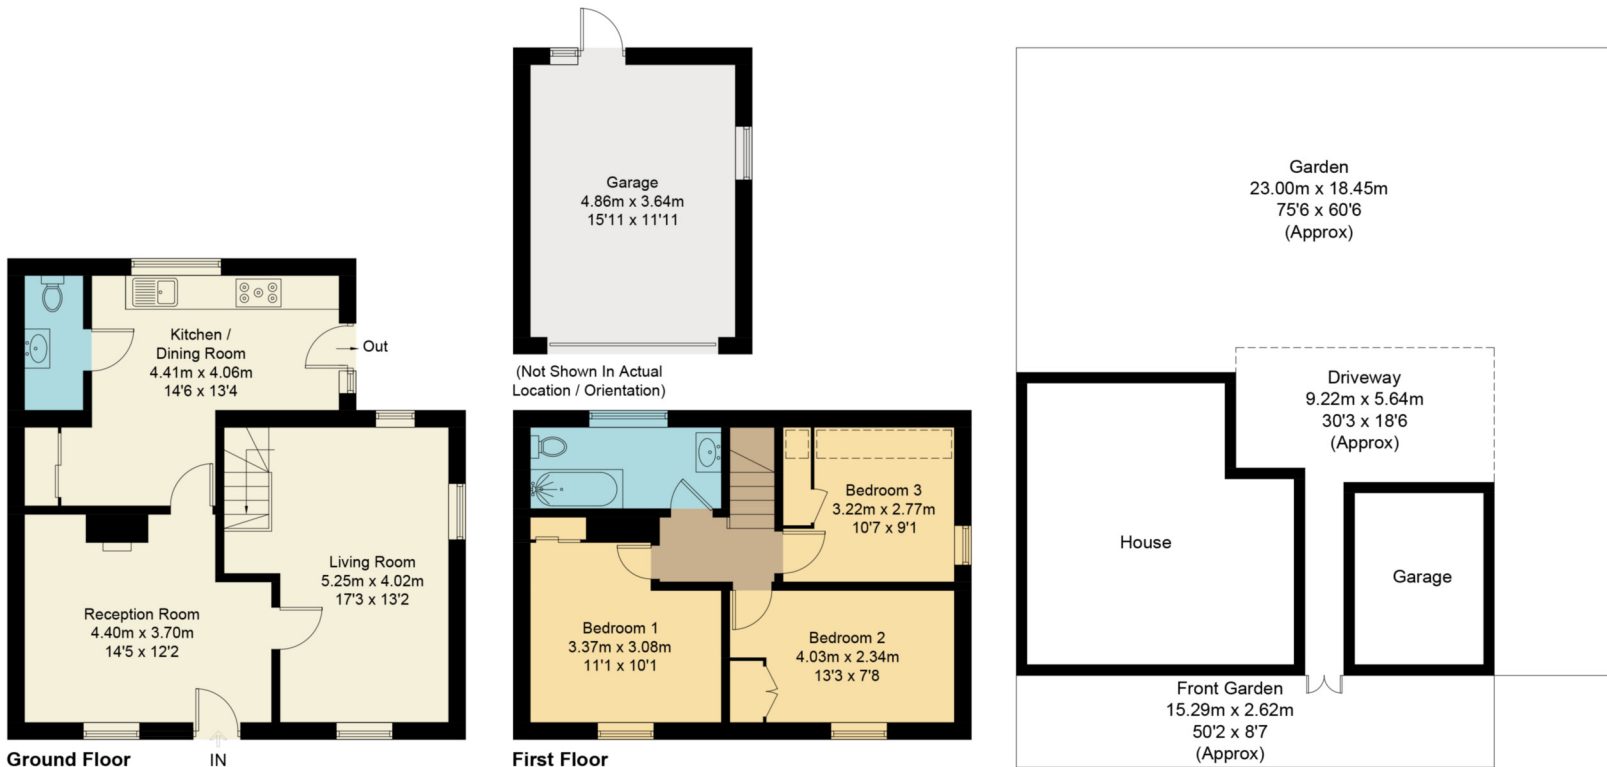 Kitchen /
Dining Room
4.41m x 4.06m
14'6 x 13'4
Out
Living Room
5.25m x 4.02m
17'3 x 13'2
Reception Room
4.40m x 3.70m
14'5 x 12'2
Ground Floor
IN
Garage
4.86m x 3.64m
15'11 x 11'11
(Not Shown In Actual
Location / Orientation)
Bedroom 3
3.22m x 2.77m
10'7 x 9'1
Bedroom 1
3.37m x 3.08m
11'1 x 10'1
Bedroom 2
4.03m x 2.34m
13'3 x 7'8
First Floor
Garden
23.00m x 18.45m
75'6 x 60'6
(Approx)
Driveway
9.22m x 5.64m
30'3 x 18'6
(Approx)
House
Garage
Front Garden
15.29m x 2.62m
50'2 x 8'7
(Approx)